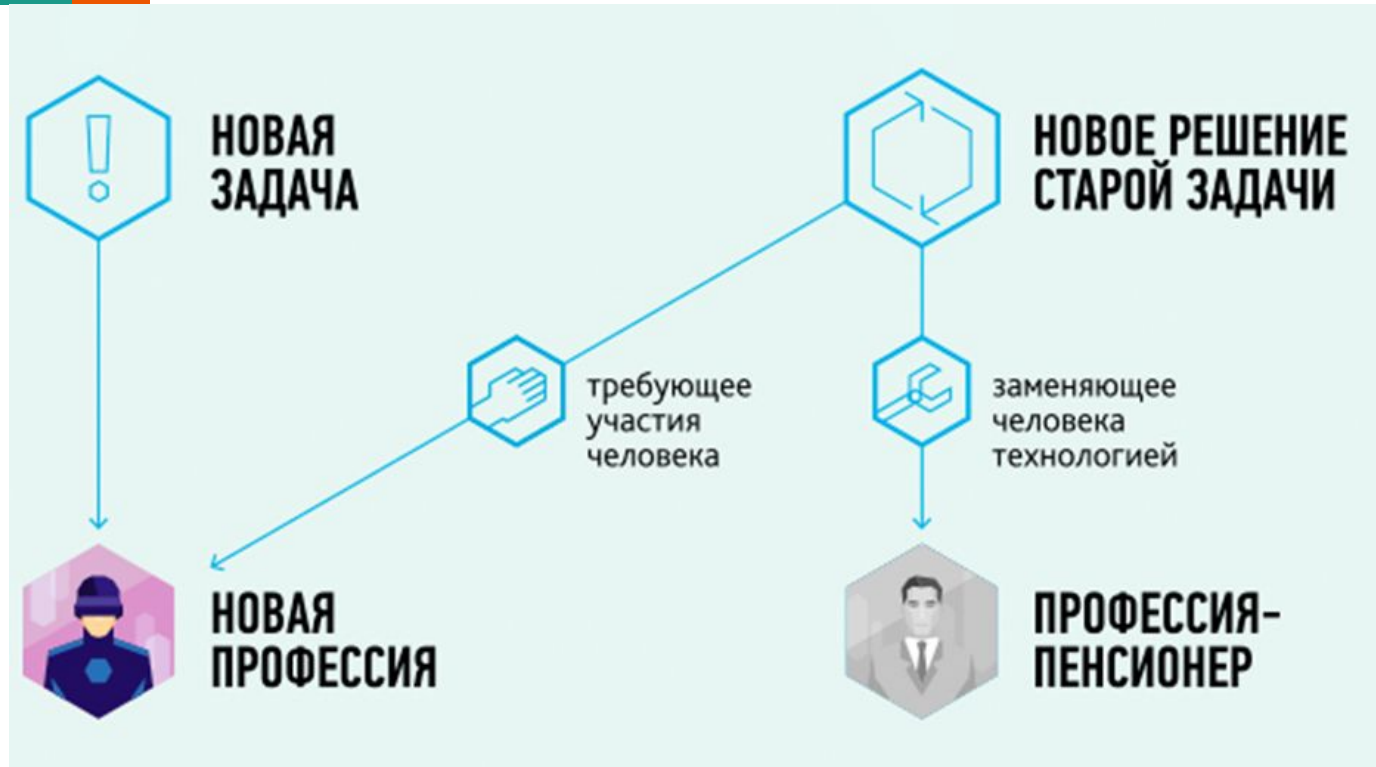 НОВАЯ
ЗАДАЧА
НОВОЕ РЕШЕНИЕ
СТАРОЙ ЗАДАЧИ
требующее
участия
человека
заменяющее
человека
технологией
НОВАЯ
ПРОФЕССИЯ
ПРОФЕССИЯ-
ПЕНСИОНЕР